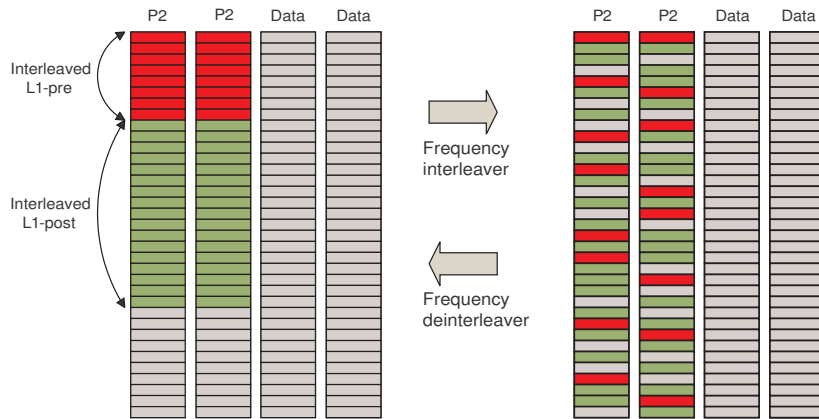 P2 P2 Data Data
P2 P2 Data Data
Interleaved
L1-pre
Frequency
interleaver
Interleaved
L1-post
Frequency
deinterleaver